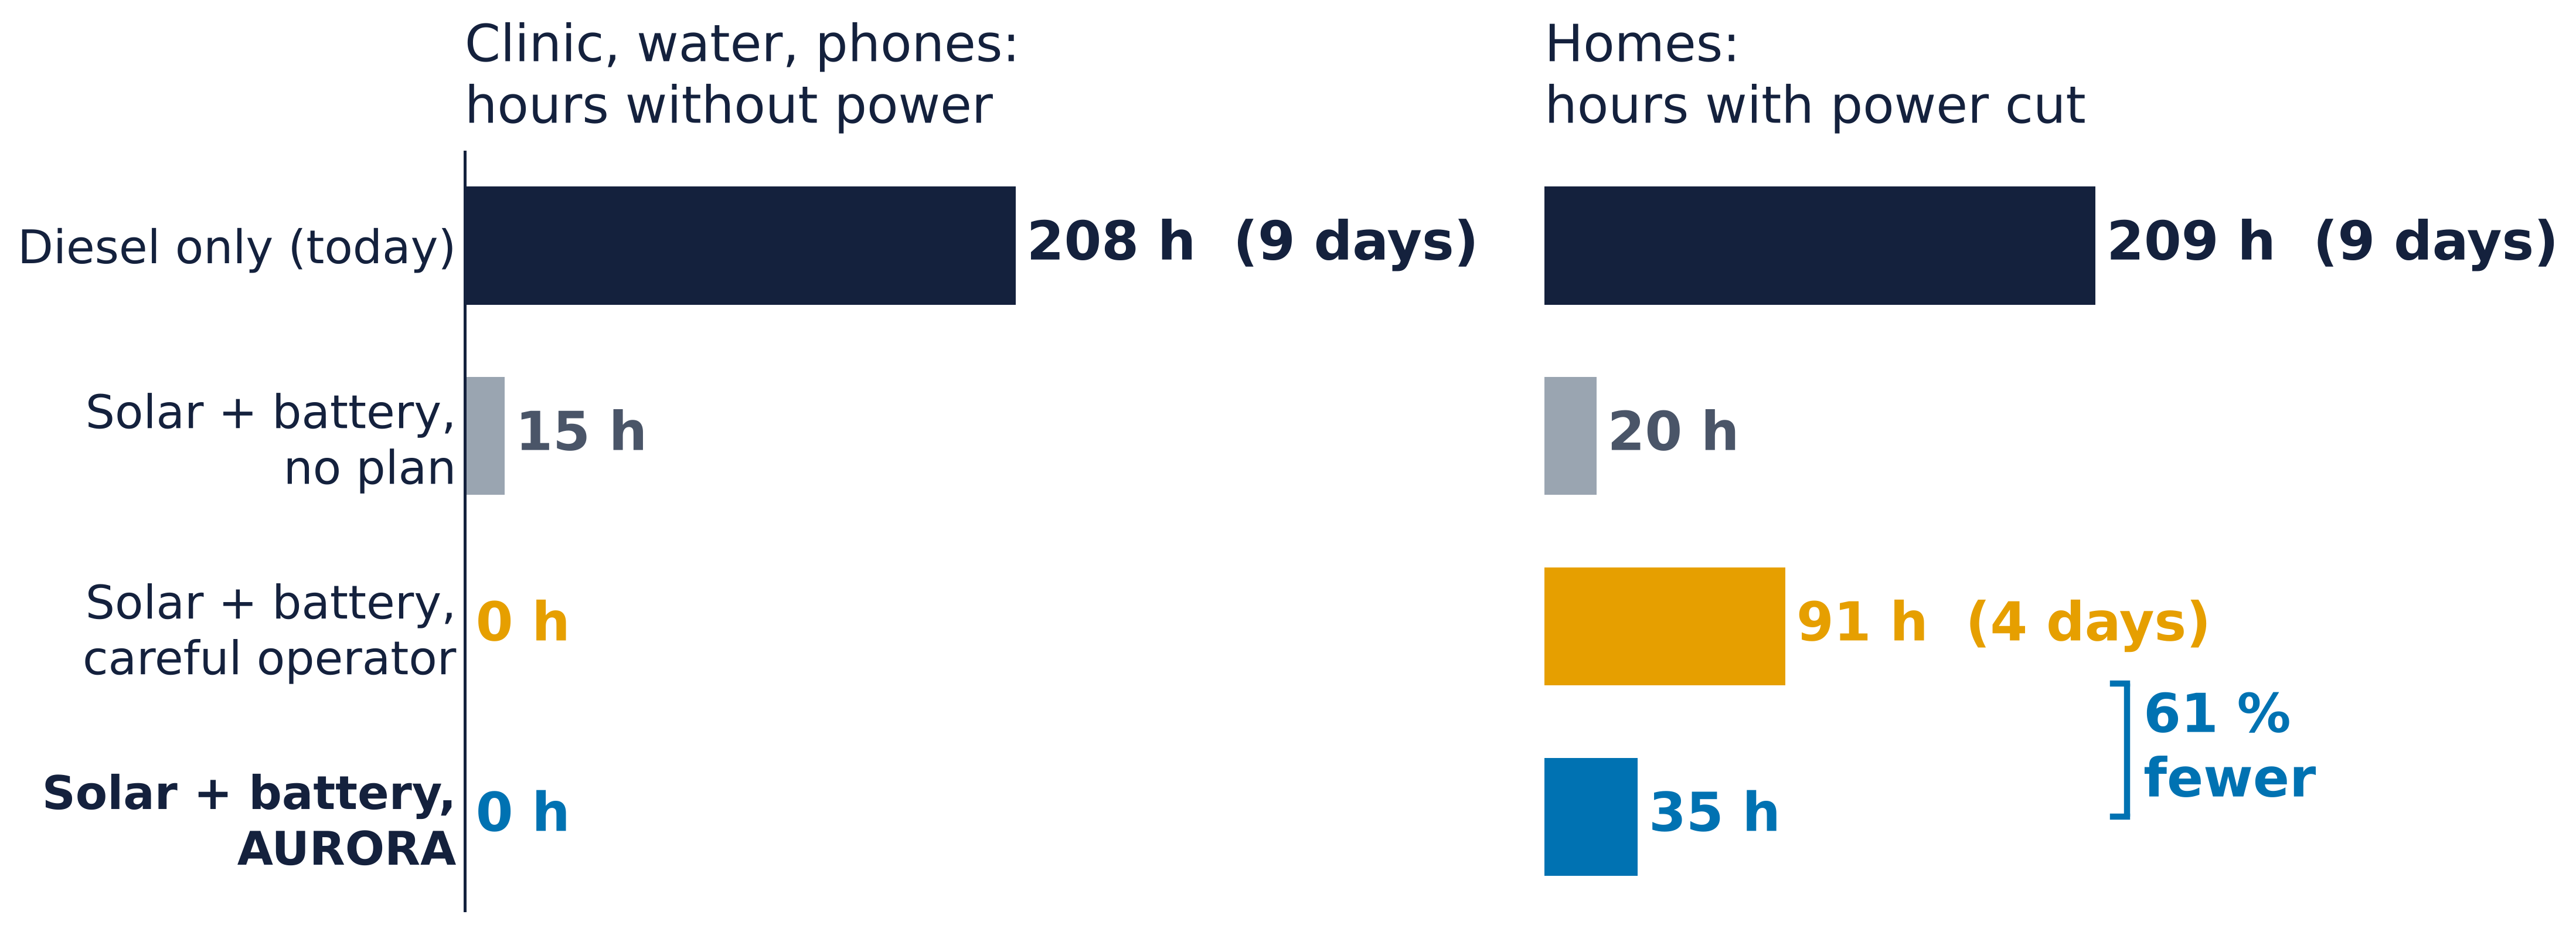 Clinic, water, phones:
hours without power
Homes:
hours with power cut
Diesel only (today)
208 h  (9 days)
209 h  (9 days)
Solar + battery,
no plan
15 h
20 h
Solar + battery,
careful operator
0 h
91 h  (4 days)
61 %
fewer
Solar + battery,
AURORA
0 h
35 h